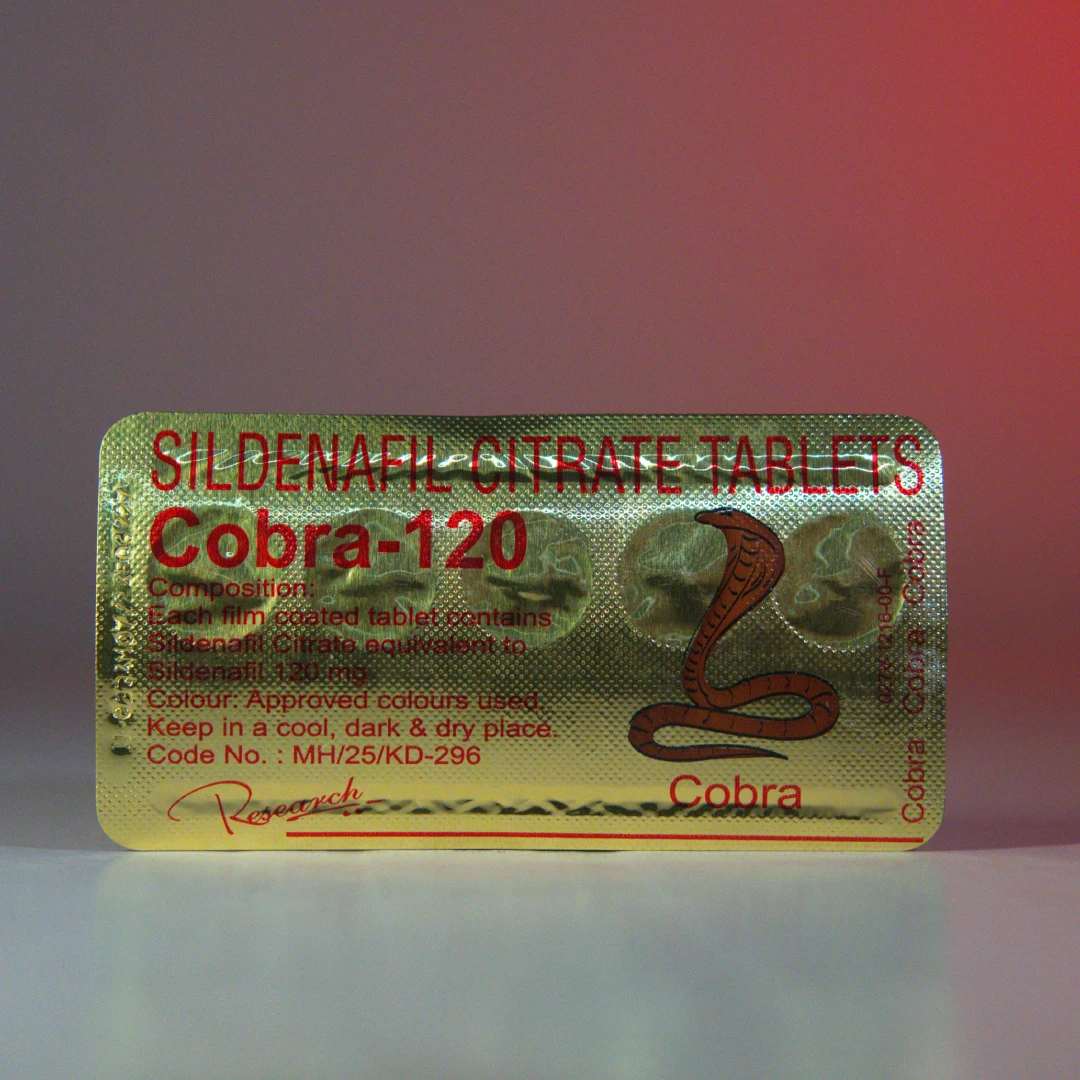 SILDENAFIL CITRATE TABLETS
Cobra-120
Composition:
Each film coated tablet contains
Sildenafil Citrate equivalent to
Sildenafil 120 mg
Colour: Approved colours used.
Keep in a cool, dark & dry place.
Code No. : MH/25/KD-296
Research
Cobra
Cobra Cobra Cobra